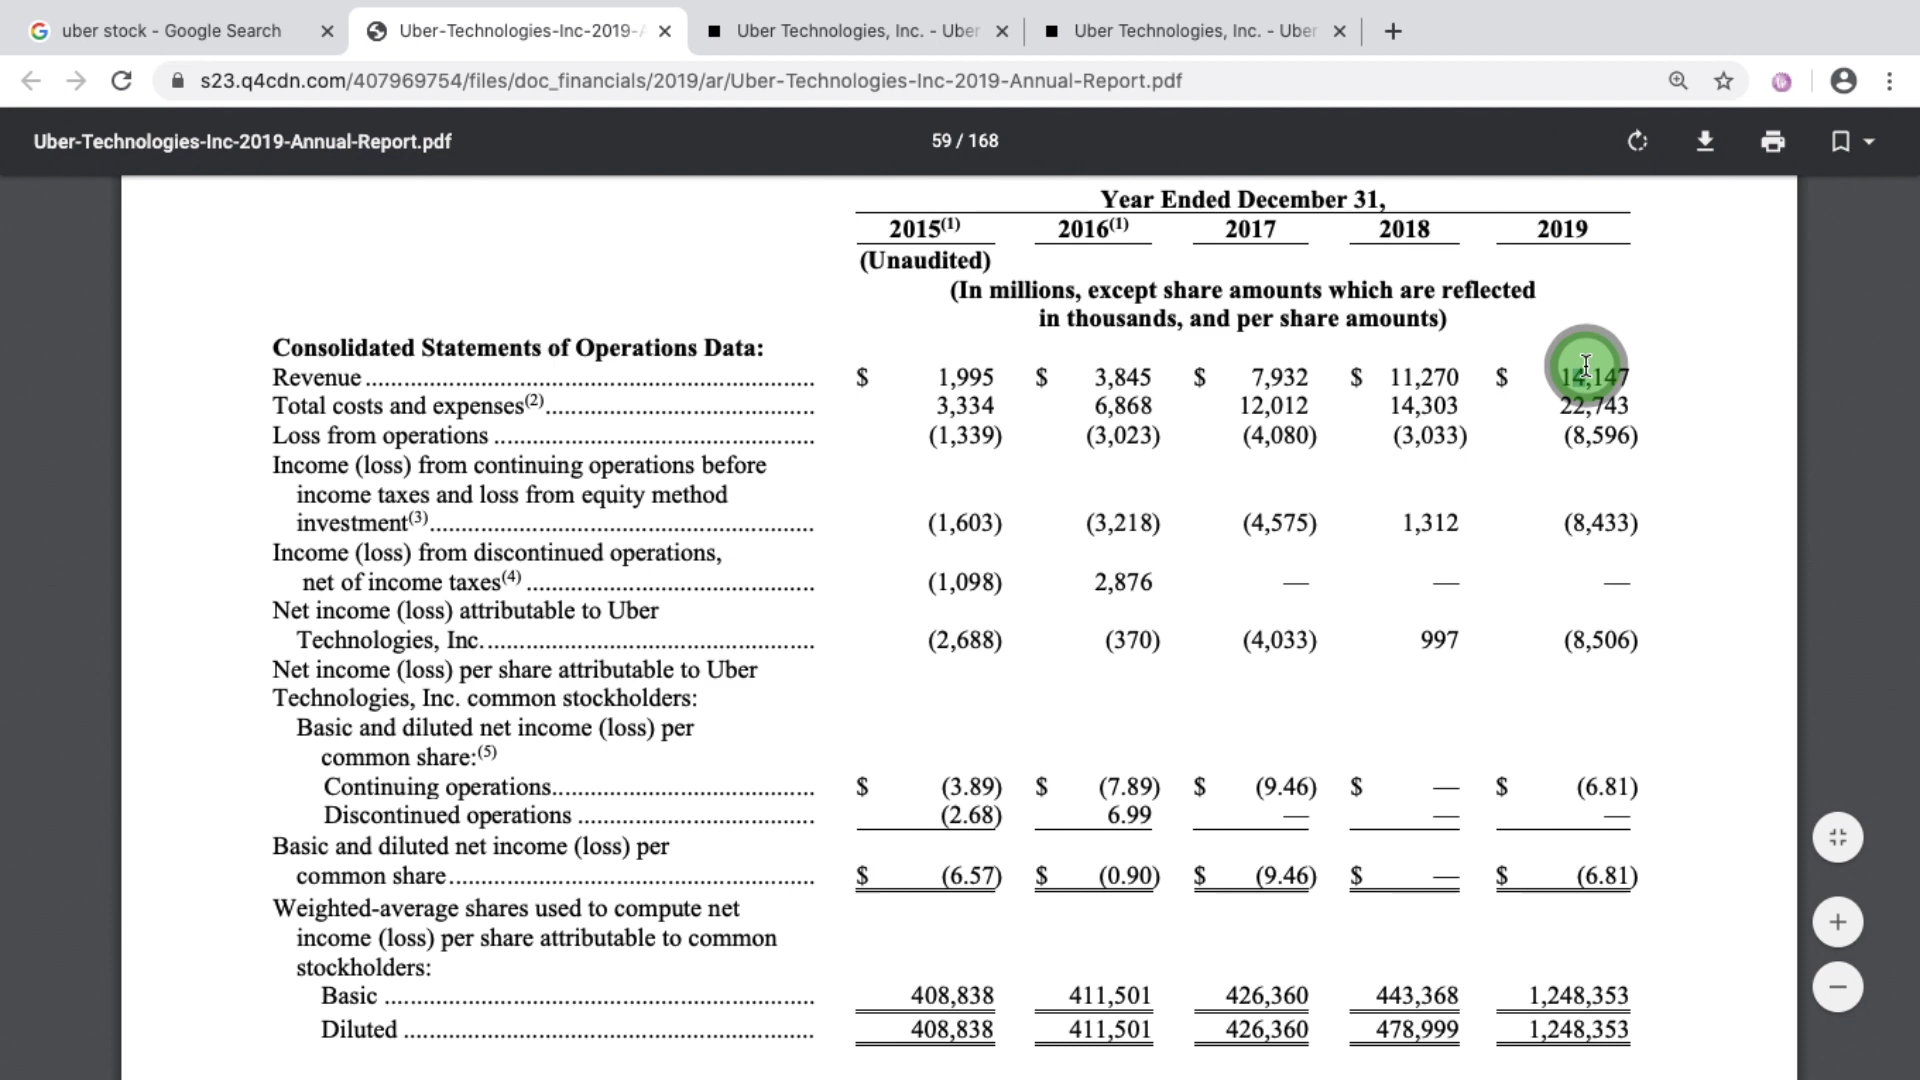 uber stock - Google Search
Uber-Technologies-Inc-2019-
Uber Technologies, Inc. - Uber
Uber Technologies, Inc. - Uber
s23.q4cdn.com/407969754/files/doc_financials/2019/ar/Uber-Technologies-Inc-2019-Annual-Report.pdf
Uber-Technologies-Inc-2019-Annual-Report.pdf 59 / 168
Year Ended December 31,
2015(1) 2016(1) 2017 2018 2019
(Unaudited)
(In millions, except share amounts which are reflected
in thousands, and per share amounts)
Consolidated Statements of Operations Data:
Revenue $ 1,995 $ 3,845 $ 7,932 $ 11,270 $ 14,147
Total costs and expenses(2) 3,334 6,868 12,012 14,303 22,743
Loss from operations (1,339) (3,023) (4,080) (3,033) (8,596)
Income (loss) from continuing operations before
income taxes and loss from equity method
investment(3) (1,603) (3,218) (4,575) 1,312 (8,433)
Income (loss) from discontinued operations,
net of income taxes(4) (1,098) 2,876 — — —
Net income (loss) attributable to Uber
Technologies, Inc. (2,688) (370) (4,033) 997 (8,506)
Net income (loss) per share attributable to Uber
Technologies, Inc. common stockholders:
Basic and diluted net income (loss) per
common share:(5)
Continuing operations $ (3.89) $ (7.89) $ (9.46) $ — $ (6.81)
Discontinued operations (2.68) 6.99 — — —
Basic and diluted net income (loss) per
common share $ (6.57) $ (0.90) $ (9.46) $ — $ (6.81)
Weighted-average shares used to compute net
income (loss) per share attributable to common
stockholders:
Basic 408,838 411,501 426,360 443,368 1,248,353
Diluted 408,838 411,501 426,360 478,999 1,248,353